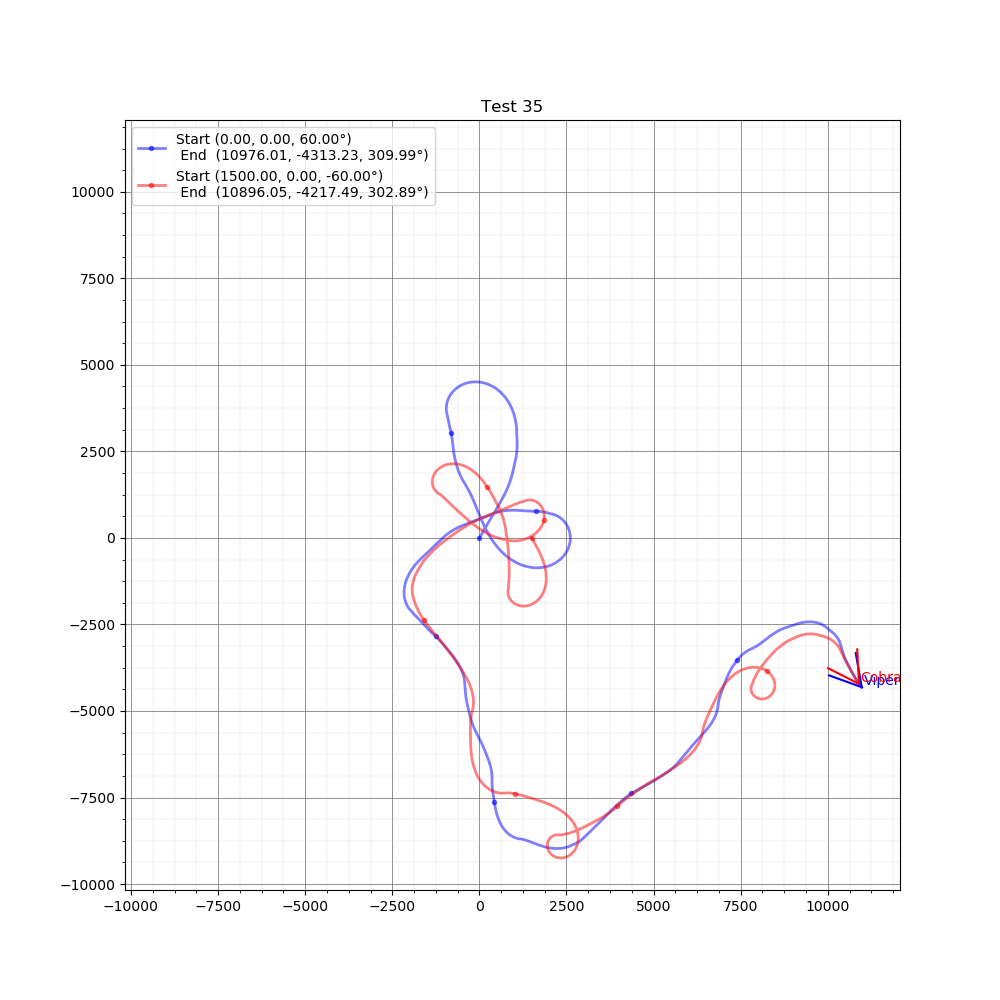 Test 35
Start (0.00, 0.00, 60.00°)
End (10976.01, -4313.23, 309.99°)
Start (1500.00, 0.00, -60.00°)
End (10896.05, -4217.49, 302.89°)
10000
7500
5000
2500
0
−2500
−5000
−7500
−10000
Cobra
Viper
−10000 −7500 −5000 −2500 0 2500 5000 7500 10000